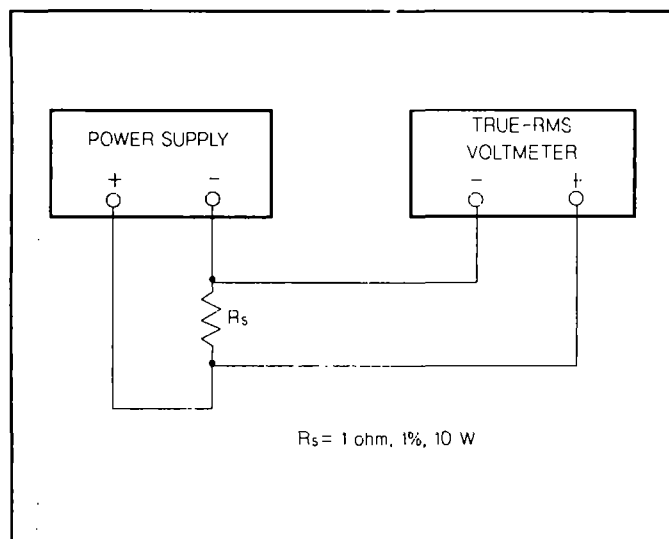 POWER SUPPLY
+ -
TRUE-RMS
VOLTMETER
- +
Rs
Rs= 1 ohm, 1%, 10 W